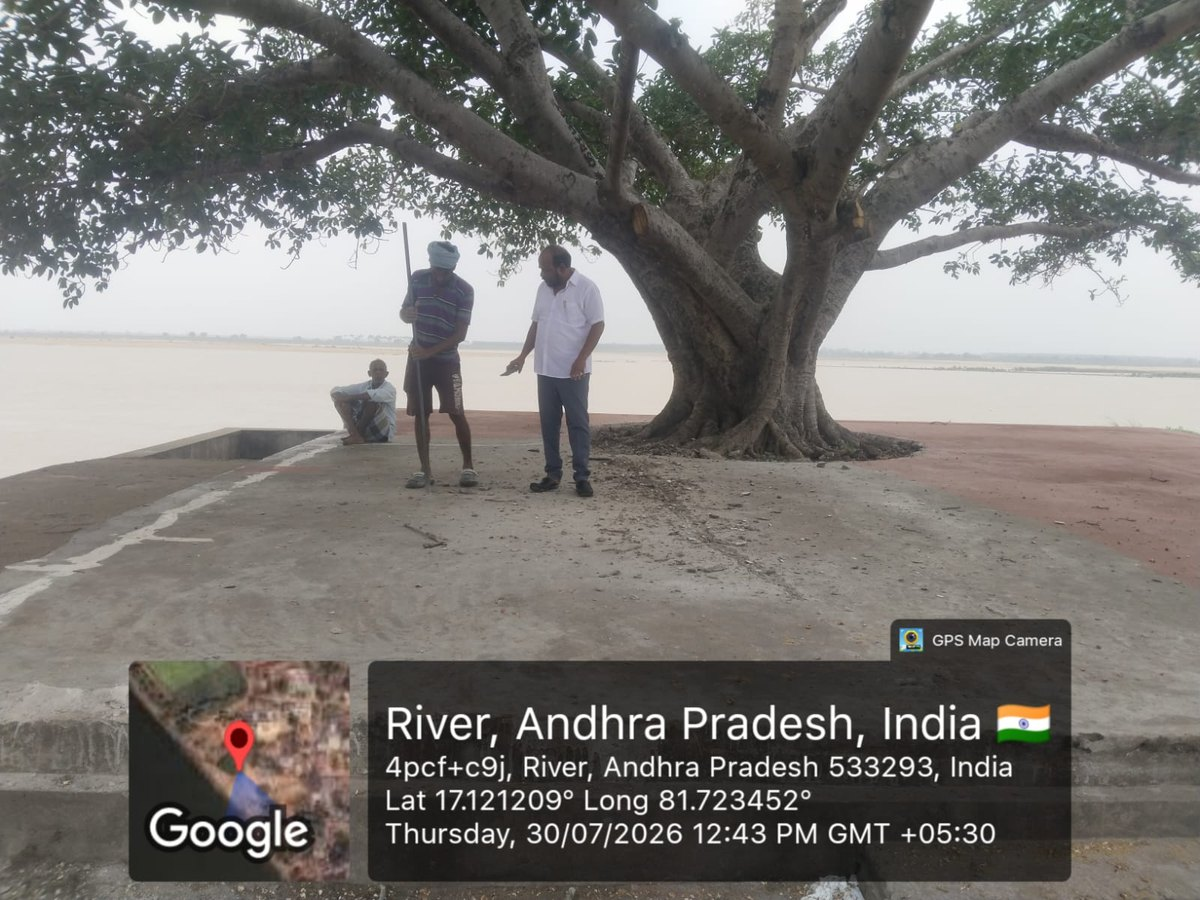 GPS Map Camera
River, Andhra Pradesh, India 🇮🇳
4pcf+c9j, River, Andhra Pradesh 533293, India
Lat 17.121209° Long 81.723452°
Thursday, 30/07/2026 12:43 PM GMT +05:30
Google